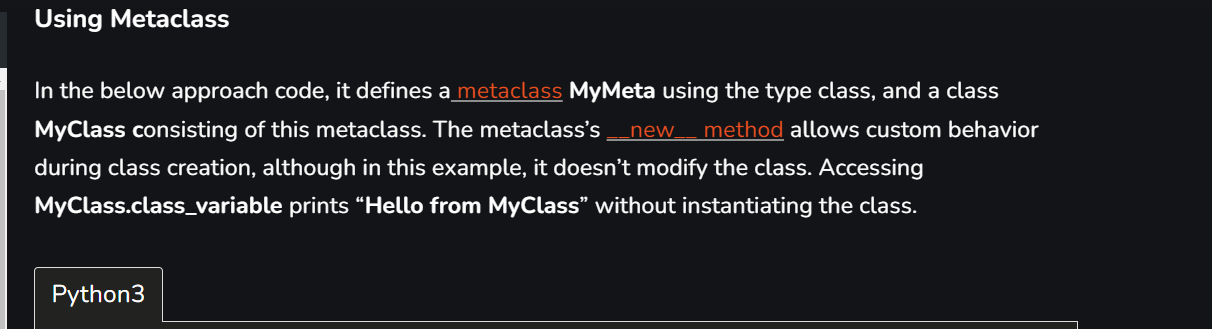 Using Metaclass
In the below approach code, it defines a metaclass MyMeta using the type class, and a class
MyClass consisting of this metaclass. The metaclass’s __new__ method allows custom behavior
during class creation, although in this example, it doesn’t modify the class. Accessing
MyClass.class_variable prints “Hello from MyClass” without instantiating the class.
Python3